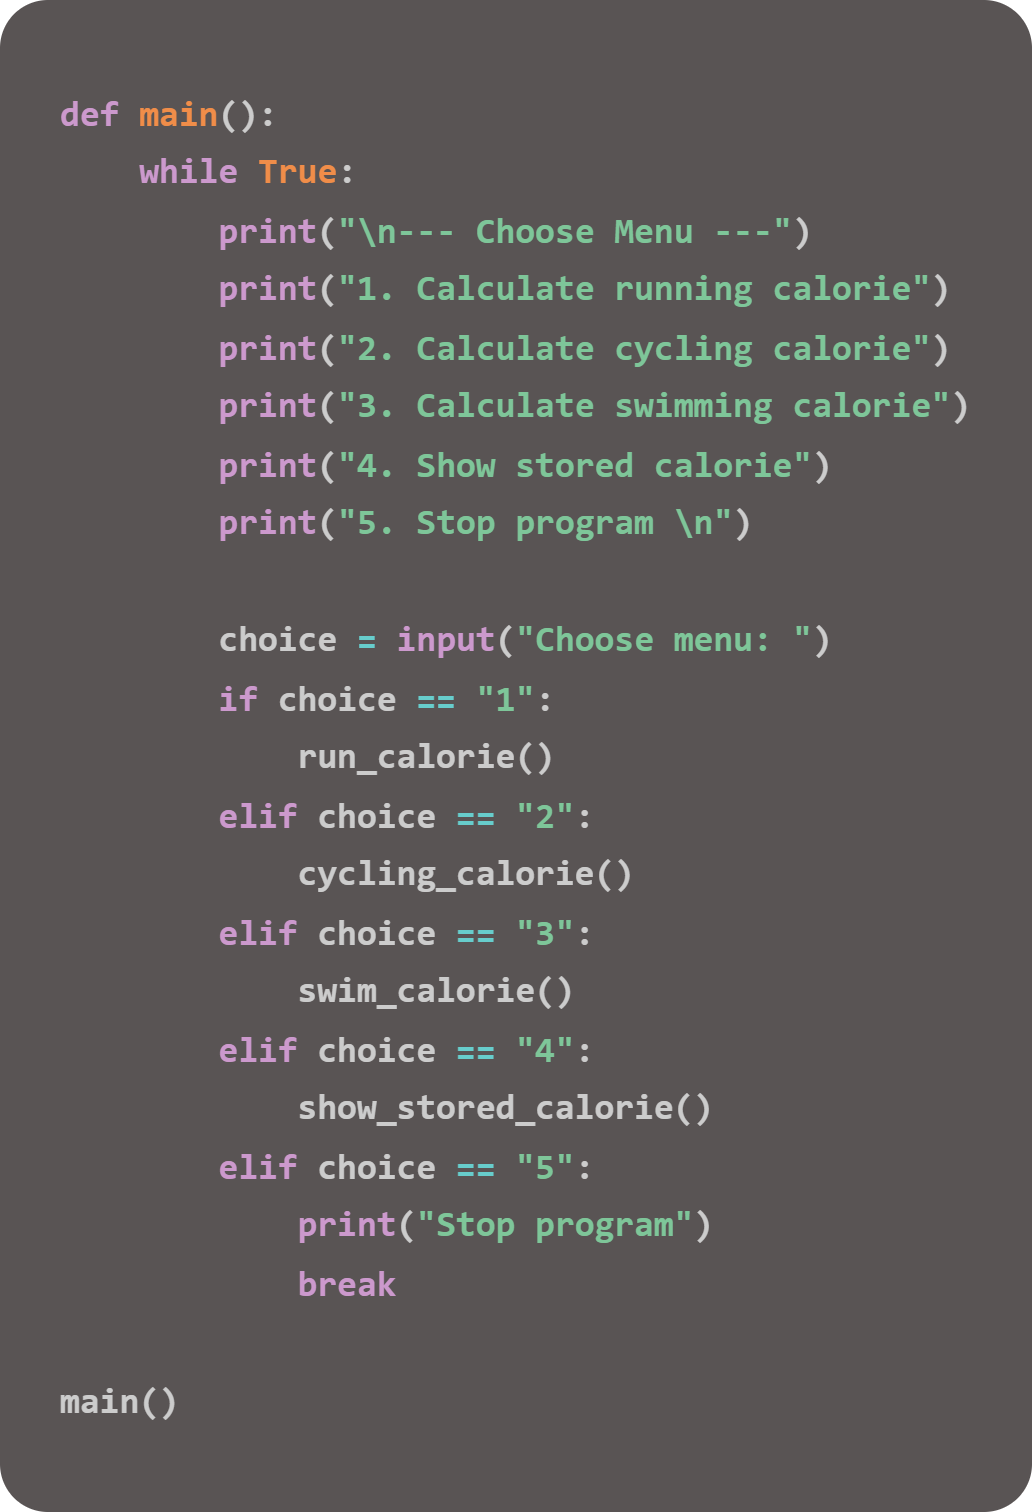 def main():
    while True:
        print("\n--- Choose Menu ---")
        print("1. Calculate running calorie")
        print("2. Calculate cycling calorie")
        print("3. Calculate swimming calorie")
        print("4. Show stored calorie")
        print("5. Stop program \n")

        choice = input("Choose menu: ")
        if choice == "1":
            run_calorie()
        elif choice == "2":
            cycling_calorie()
        elif choice == "3":
            swim_calorie()
        elif choice == "4":
            show_stored_calorie()
        elif choice == "5":
            print("Stop program")
            break

main()